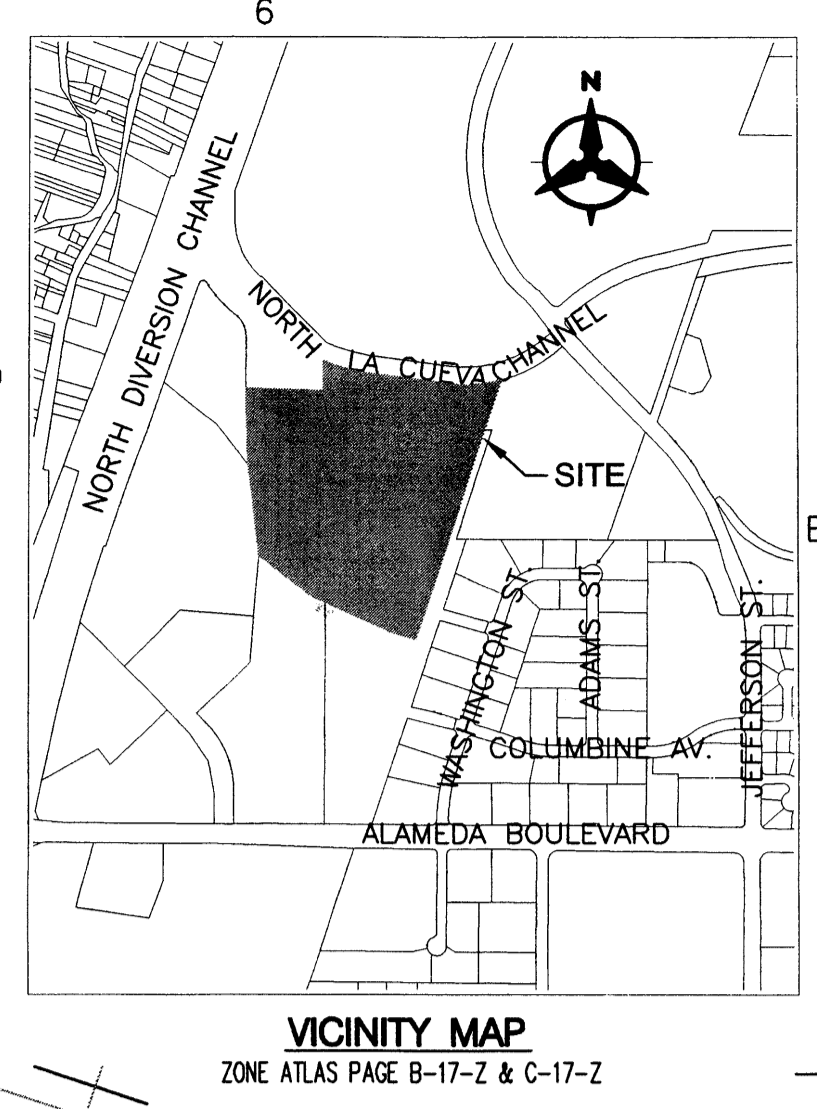 6
N
NORTH DIVERSION CHANNEL
NORTH LA CUEVA CHANNEL
SITE
WASHINGTON ST.
ADAMS ST.
JEFFERSON ST.
COLUMBINE AV.
ALAMEDA BOULEVARD
VICINITY MAP
ZONE ATLAS PAGE B-17-Z & C-17-Z